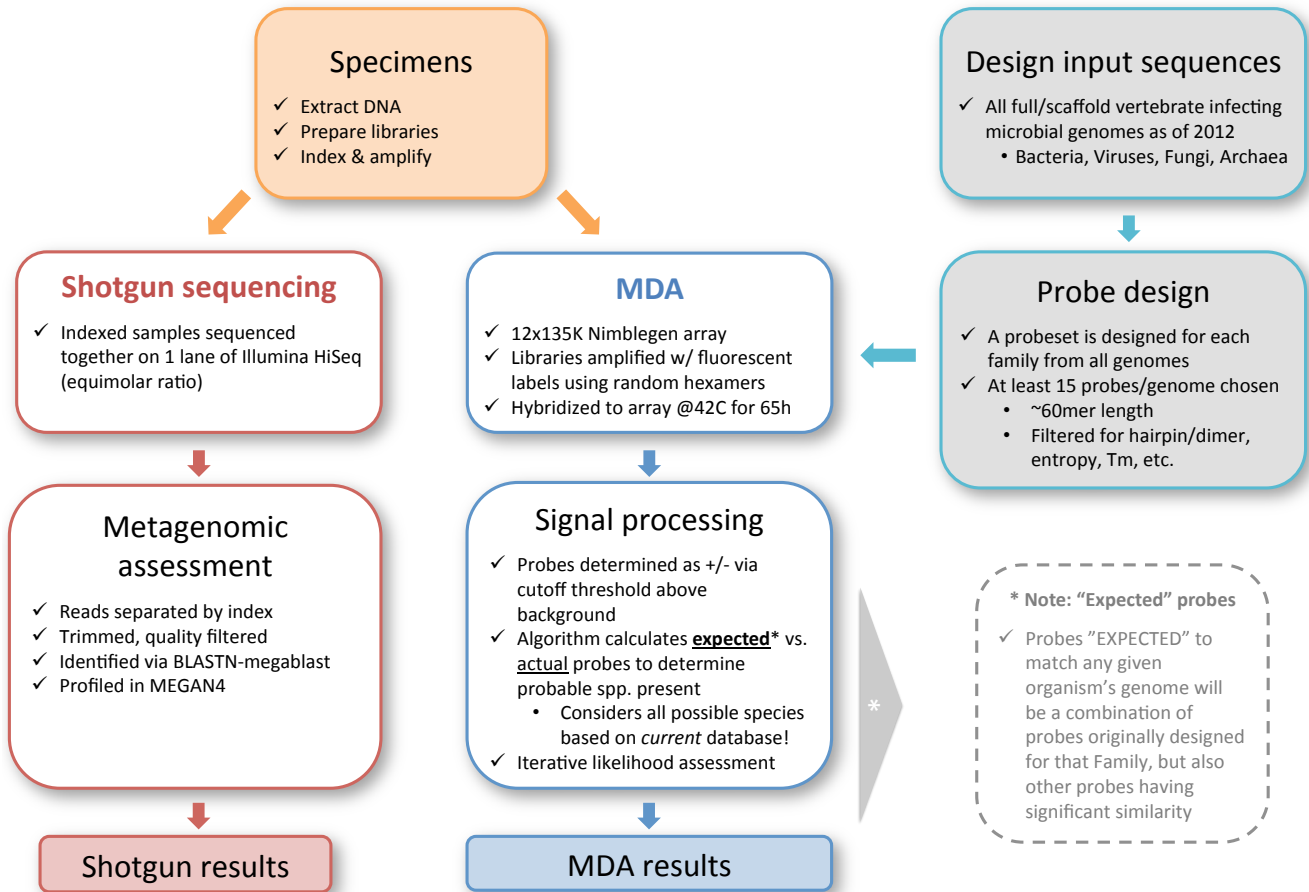 Specimens
✓ Extract DNA
✓ Prepare libraries
✓ Index & amplify
Design input sequences
✓ All full/scaffold vertebrate infecting
microbial genomes as of 2012
• Bacteria, Viruses, Fungi, Archaea
Shotgun sequencing
✓ Indexed samples sequenced
together on 1 lane of Illumina HiSeq
(equimolar ratio)
MDA
✓ 12x135K Nimblegen array
✓ Libraries amplified w/ fluorescent
labels using random hexamers
✓ Hybridized to array @42C for 65h
Probe design
✓ A probeset is designed for each
family from all genomes
✓ At least 15 probes/genome chosen
• ~60mer length
• Filtered for hairpin/dimer,
entropy, Tm, etc.
Metagenomic
assessment
✓ Reads separated by index
✓ Trimmed, quality filtered
✓ Identified via BLASTN-megablast
✓ Profiled in MEGAN4
Signal processing
✓ Probes determined as +/- via
cutoff threshold above
background
✓ Algorithm calculates expected* vs.
actual probes to determine
probable spp. present
• Considers all possible species
based on current database!
✓ Iterative likelihood assessment
*
* Note: “Expected” probes
✓ Probes ”EXPECTED” to
match any given
organism’s genome will
be a combination of
probes originally designed
for that Family, but also
other probes having
significant similarity
Shotgun results
MDA results